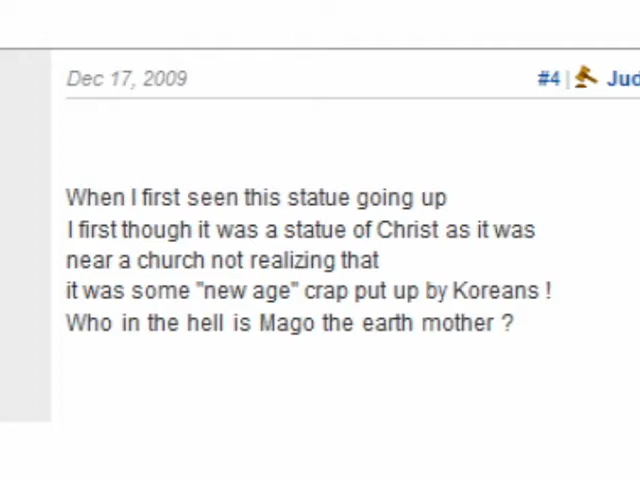 Dec 17, 2009
#4 | Jud
When I first seen this statue going up
I first though it was a statue of Christ as it was
near a church not realizing that
it was some "new age" crap put up by Koreans !
Who in the hell is Mago the earth mother ?